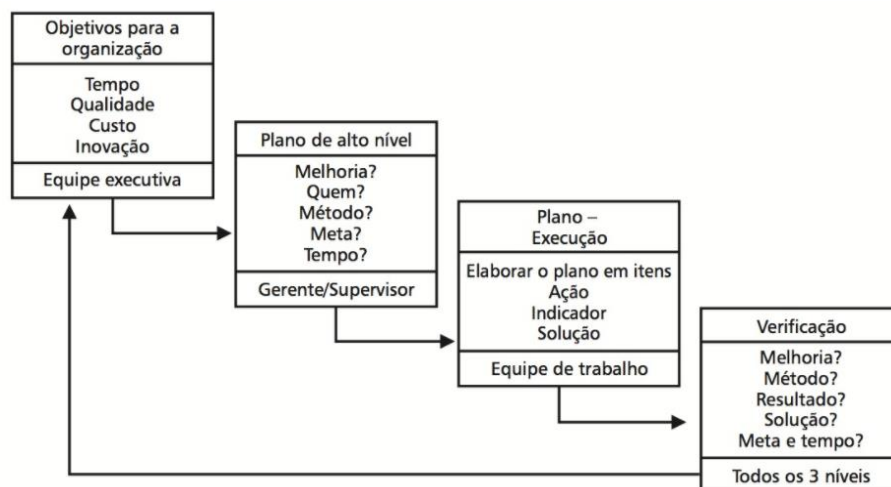 Objetivos para a
organização
Tempo
Qualidade
Custo
Inovação
Equipe executiva
Plano de alto nível
Melhoria?
Quem?
Método?
Meta?
Tempo?
Gerente/Supervisor
Plano –
Execução
Elaborar o plano em itens
Ação
Indicador
Solução
Equipe de trabalho
Verificação
Melhoria?
Método?
Resultado?
Solução?
Meta e tempo?
Todos os 3 níveis